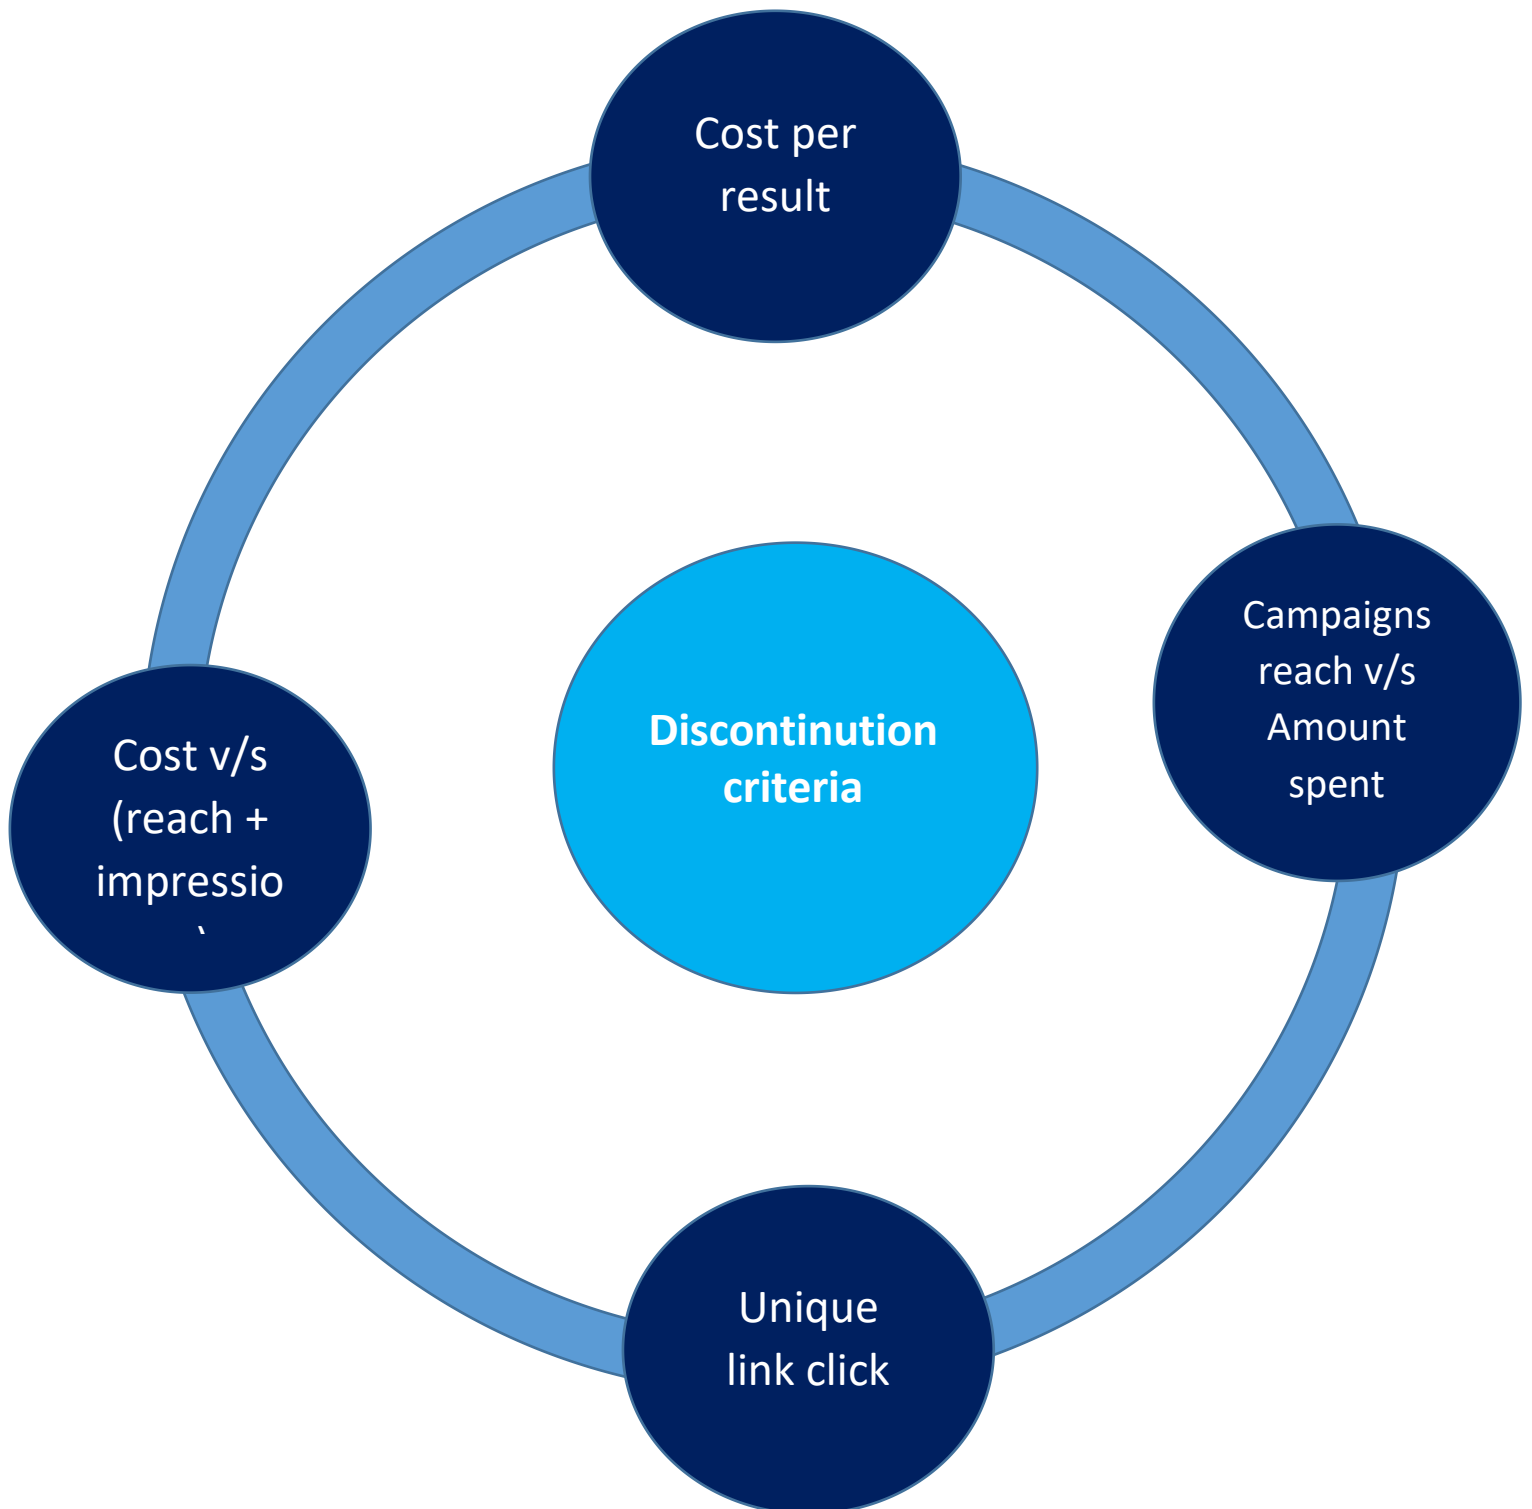 Cost per
result
Campaigns
reach v/s
Amount
spent
Discontinution
criteria
Cost v/s
(reach +
impressio
Unique
link click